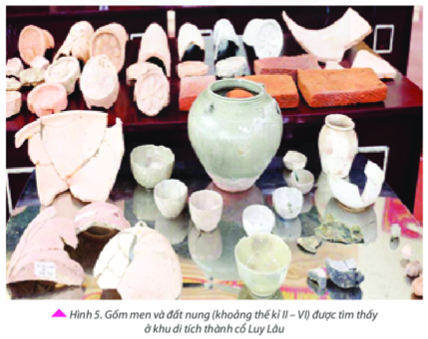 Hình 5. Gốm men và đất nung (khoảng thế kỉ II – VI) được tìm thấy
ở khu di tích thành cổ Luy Lâu